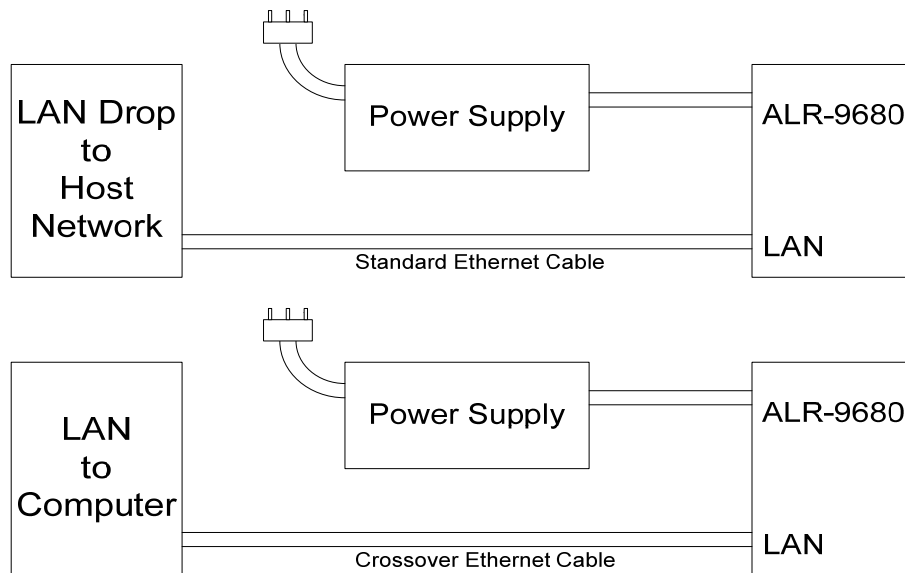 LAN Drop
to
Host
Network
Power Supply
ALR-9680
LAN
Standard Ethernet Cable
LAN
to
Computer
Power Supply
ALR-9680
LAN
Crossover Ethernet Cable